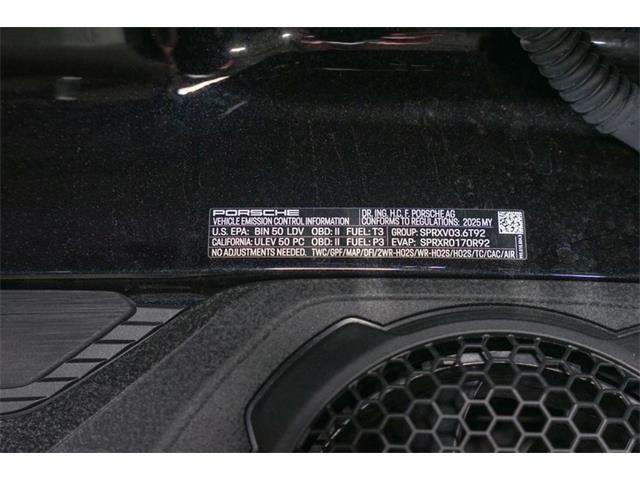 PORSCHE DR. ING. H.C. F. PORSCHE AG
VEHICLE EMISSION CONTROL INFORMATION CONFORMS TO REGULATIONS: 2025 MY
U.S. EPA: BIN 50 LDV OBD: II FUEL: T3 GROUP: SPRXV03.6T92
CALIFORNIA: ULEV 50 PC OBD: II FUEL: P3 EVAP: SPRXR0170R92
NO ADJUSTMENTS NEEDED. TWC/GPF/MAP/DFI/2WR-HO2S/WR-HO2S/HO2S/TC/CAC/AIR